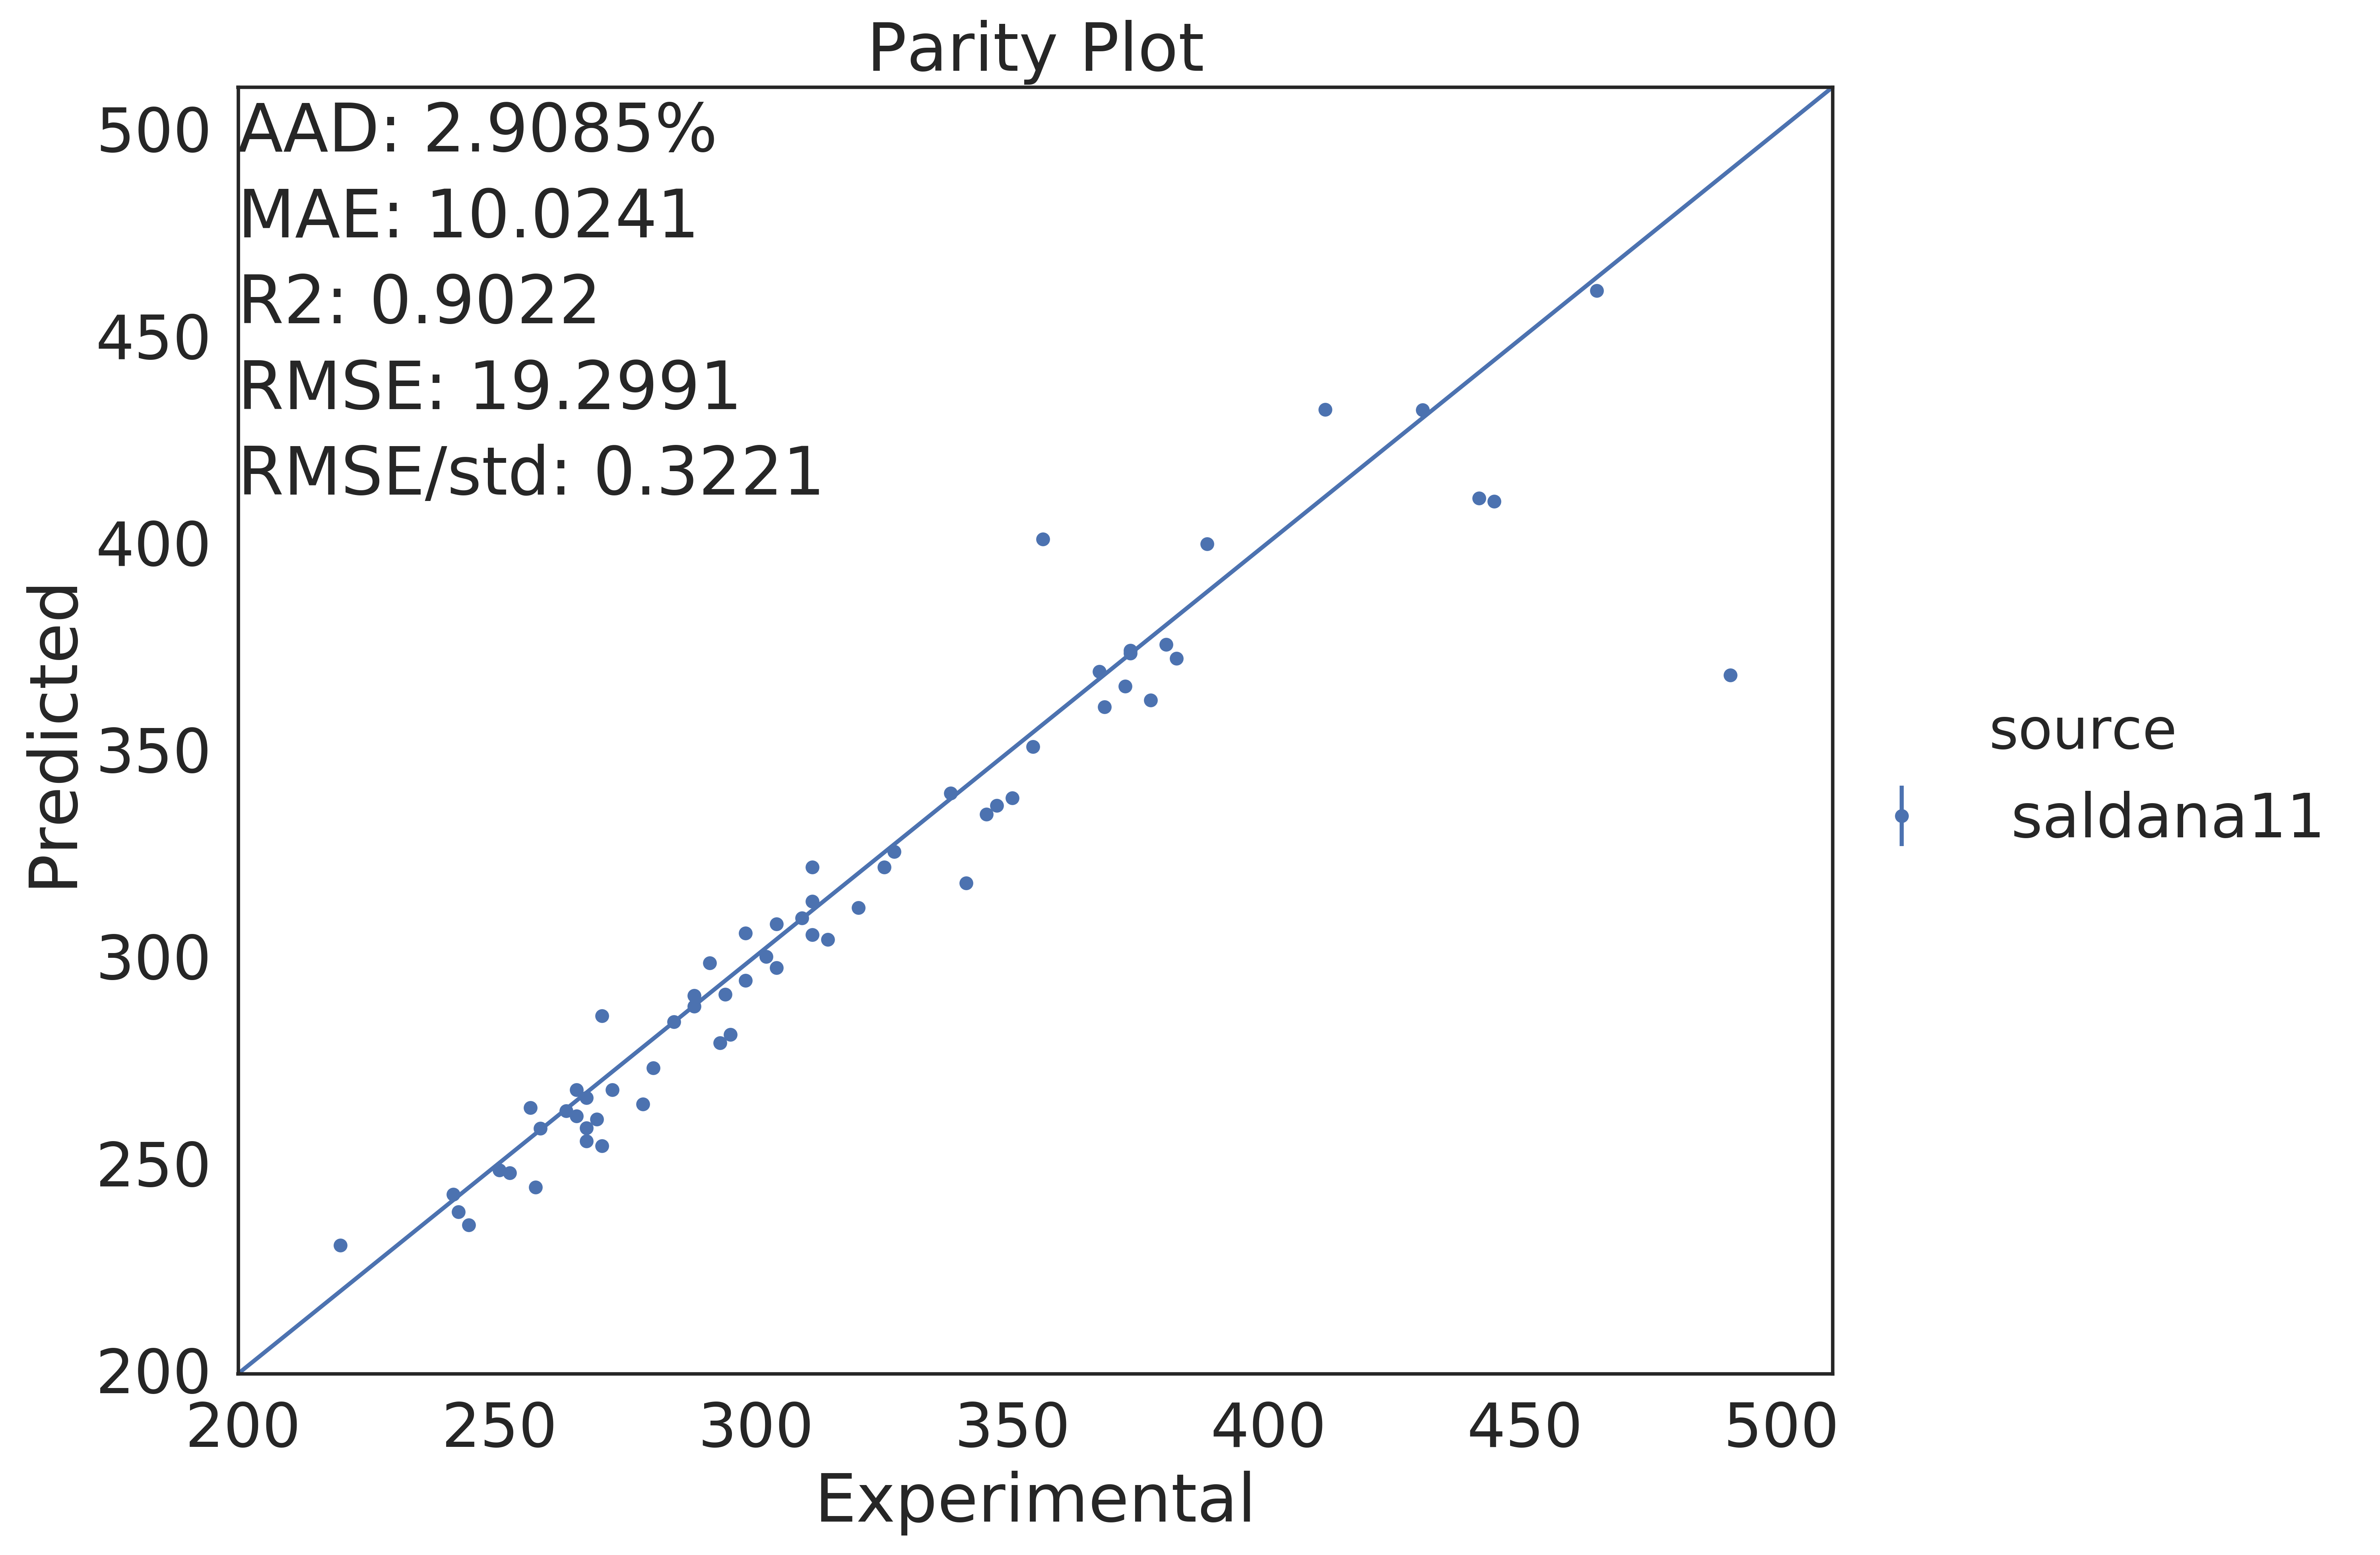 Parity Plot
AAD: 2.9085%
MAE: 10.0241
R2: 0.9022
RMSE: 19.2991
RMSE/std: 0.3221
500
450
400
350
300
250
200
Predicted
200 250 300 350 400 450 500
Experimental
source
saldana11